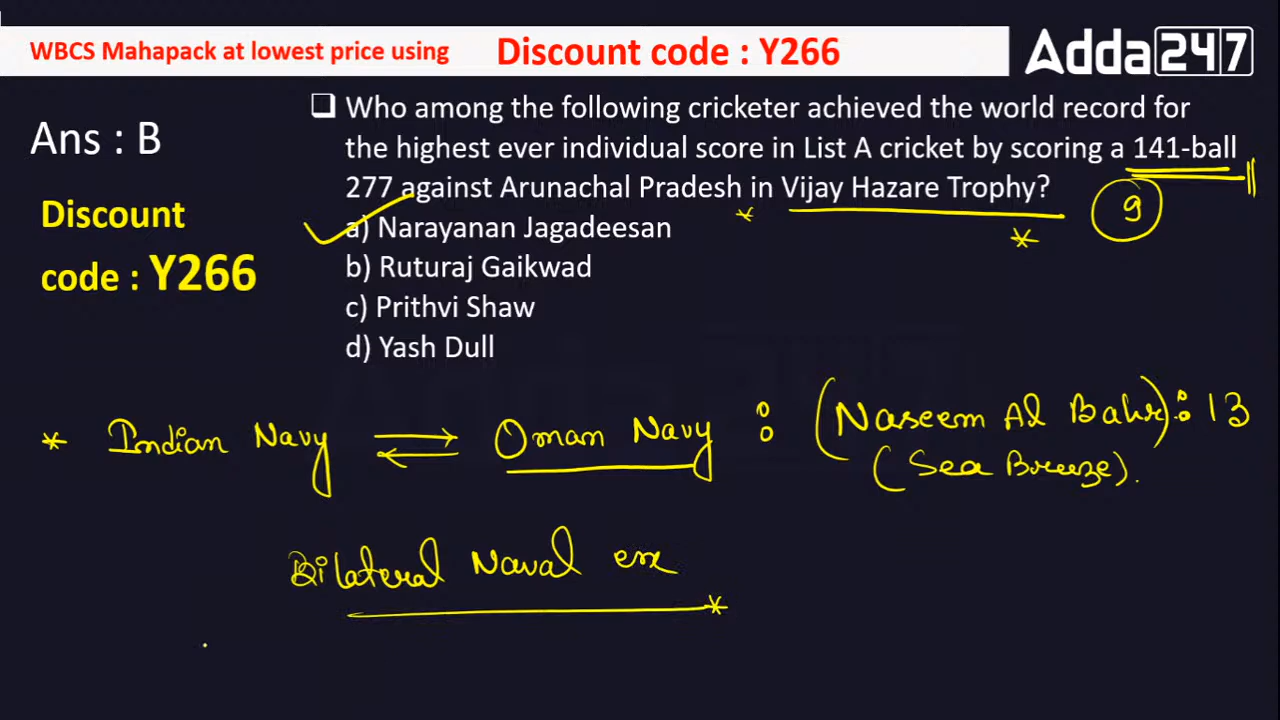 WBCS Mahapack at lowest price using Discount code : Y266
Adda247
Ans : B
Discount
code : Y266
❑ Who among the following cricketer achieved the world record for
the highest ever individual score in List A cricket by scoring a 141-ball
277 against Arunachal Pradesh in Vijay Hazare Trophy?
9
a) Narayanan Jagadeesan
b) Ruturaj Gaikwad
c) Prithvi Shaw
d) Yash Dull
* Indian Navy ⇌ Oman Navy : (Naseem Al Bahr) : 13
(Sea Breeze).
Bilateral Naval ex